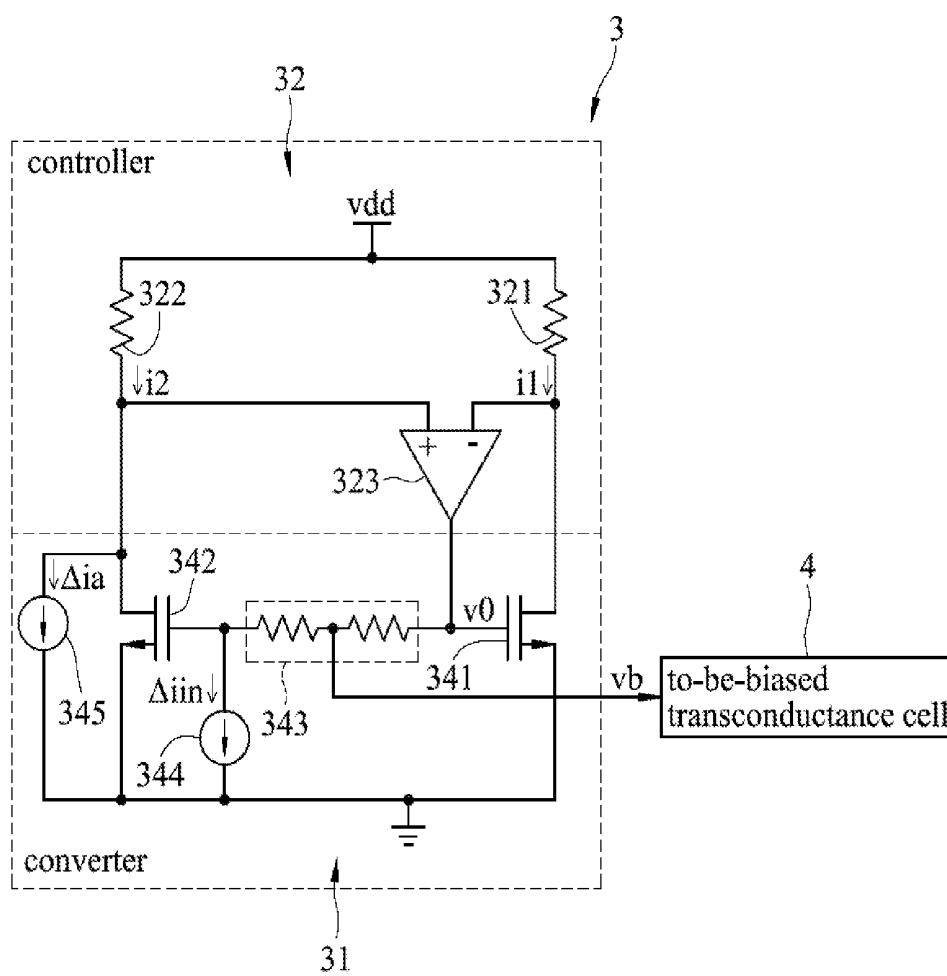 3
32
controller
vdd
322
321
↓i2
i1↓
+
-
323
342
↓Δia
v0
4
341
vb
to-be-biased
transconductance cell
Δiin↓
343
345
344
converter
31